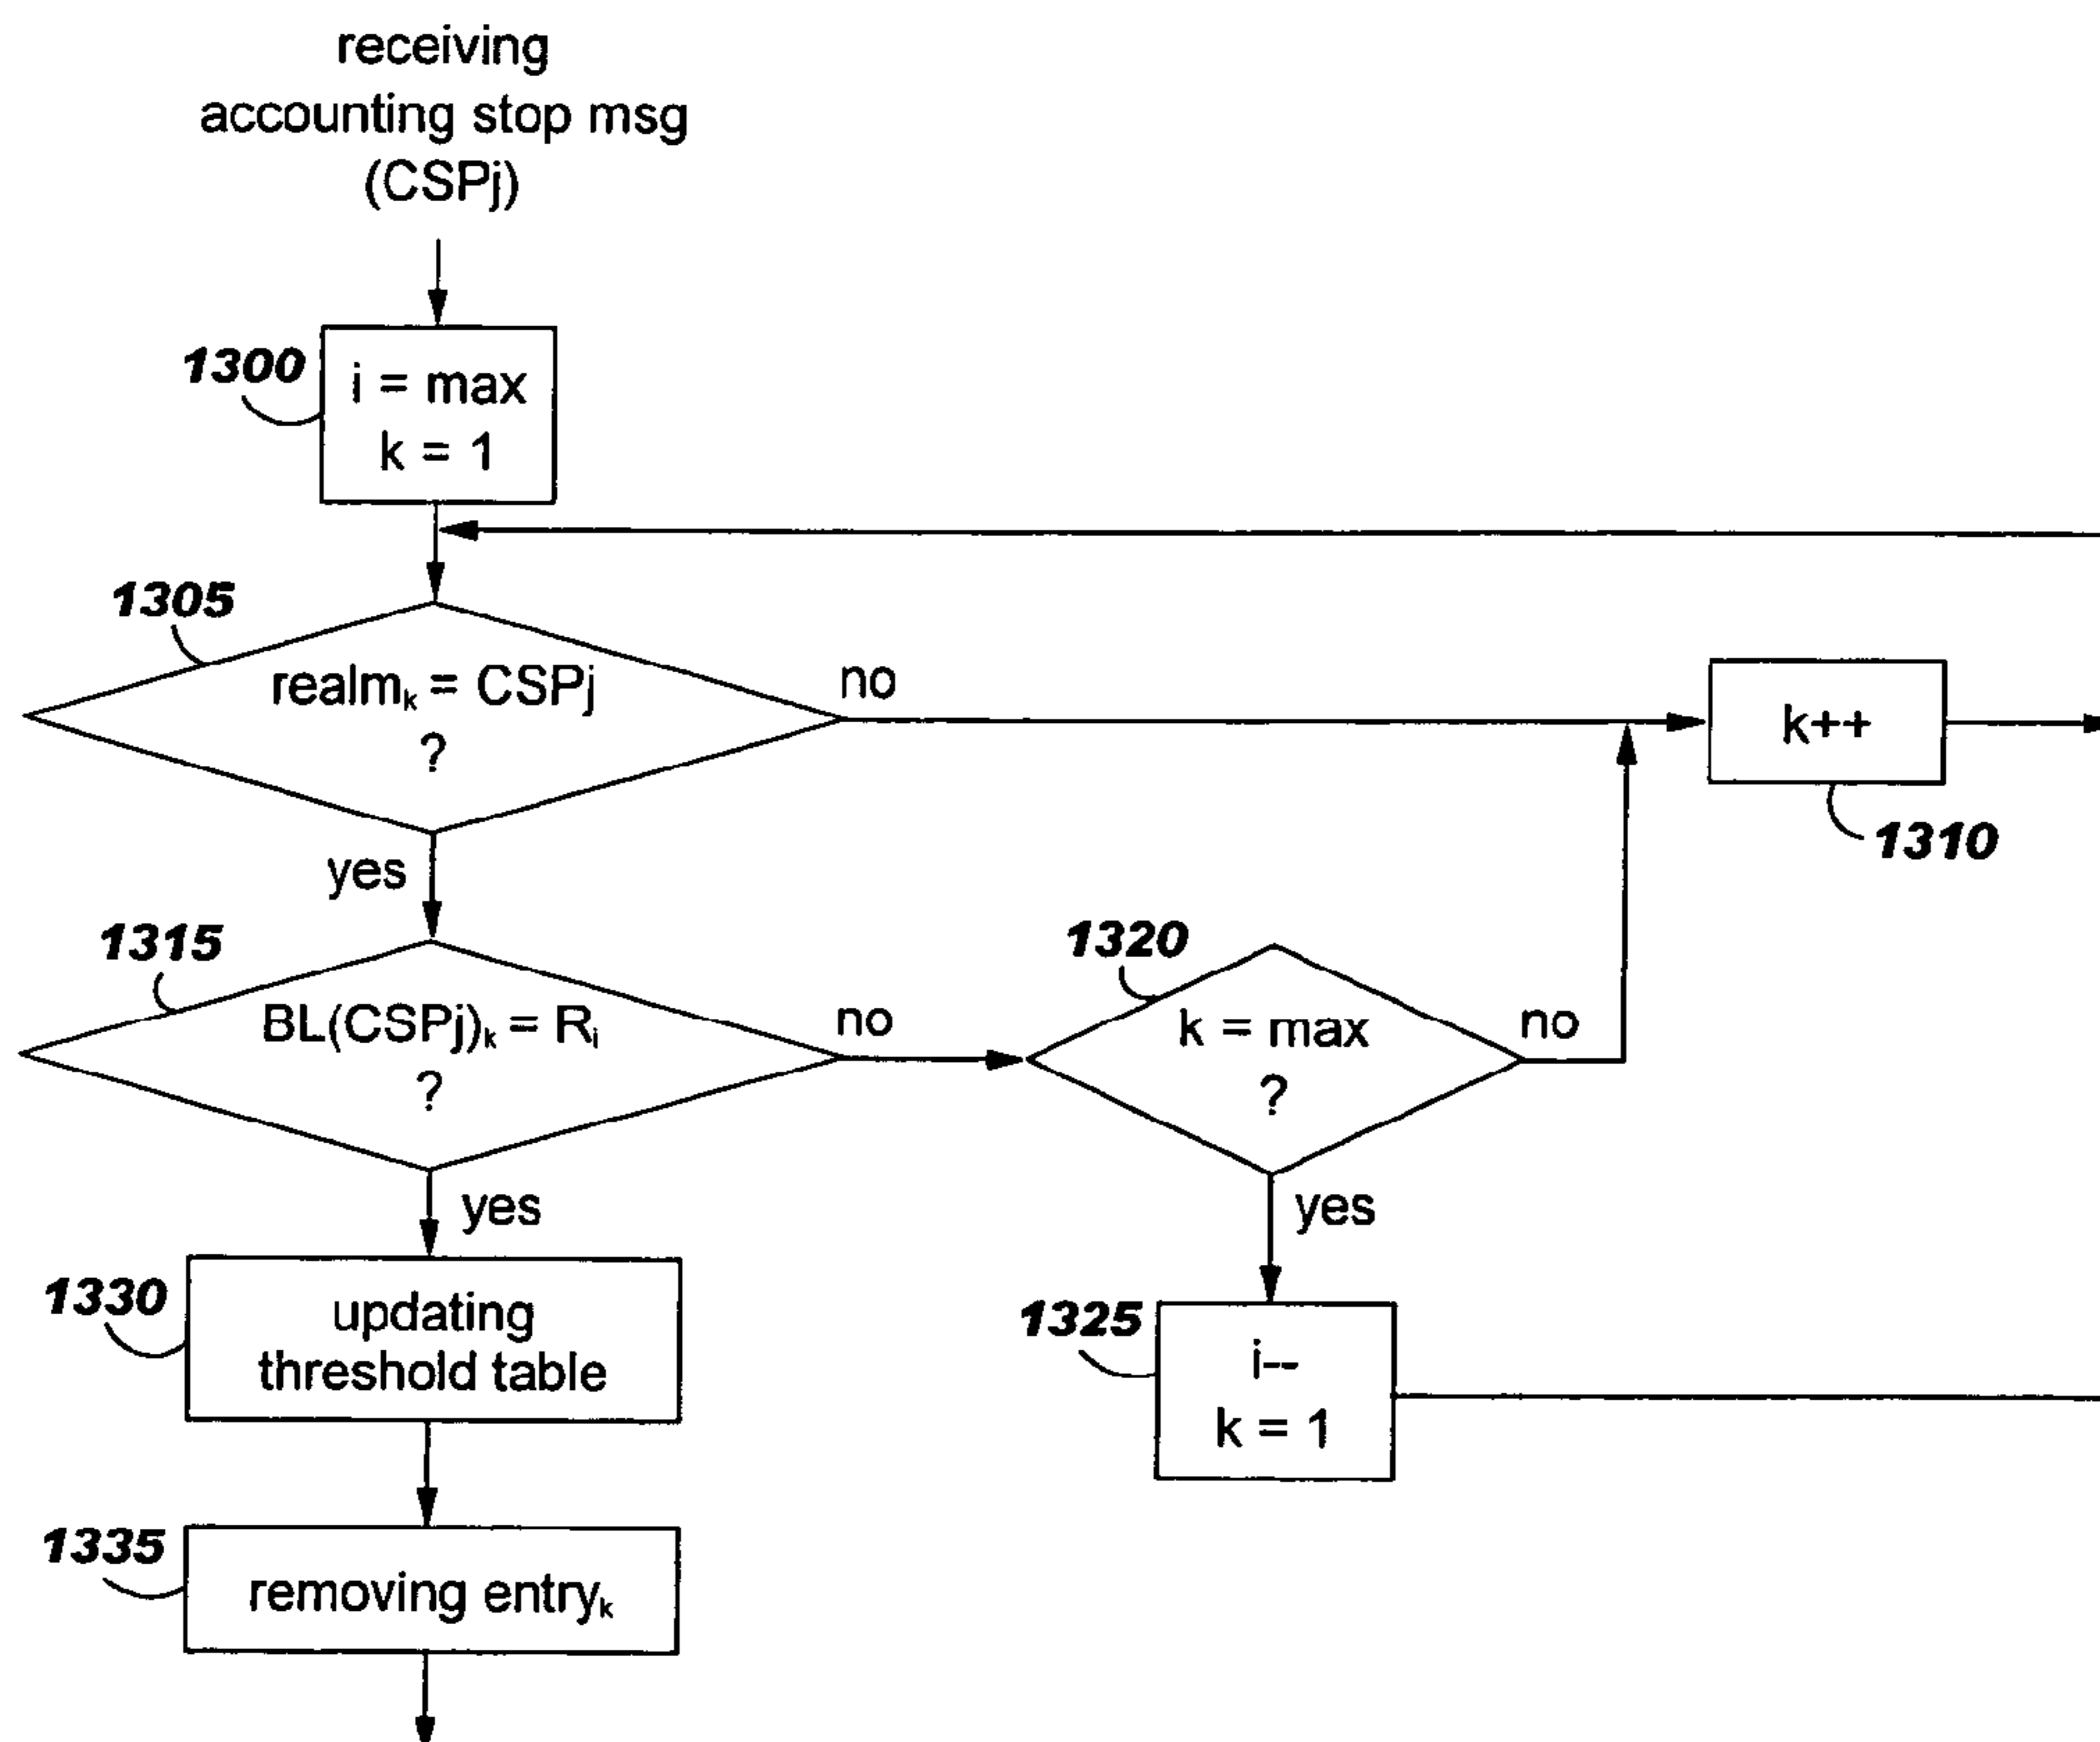 receiving
accounting stop msg
(CSPj)
1300
i = max
k = 1
1305
realmk = CSPj
?
no
k++
1310
yes
1315
BL(CSPj)k = Ri
?
no
1320
k = max
?
no
yes
yes
1330
updating
threshold table
1325
i--
k = 1
1335
removing entryk